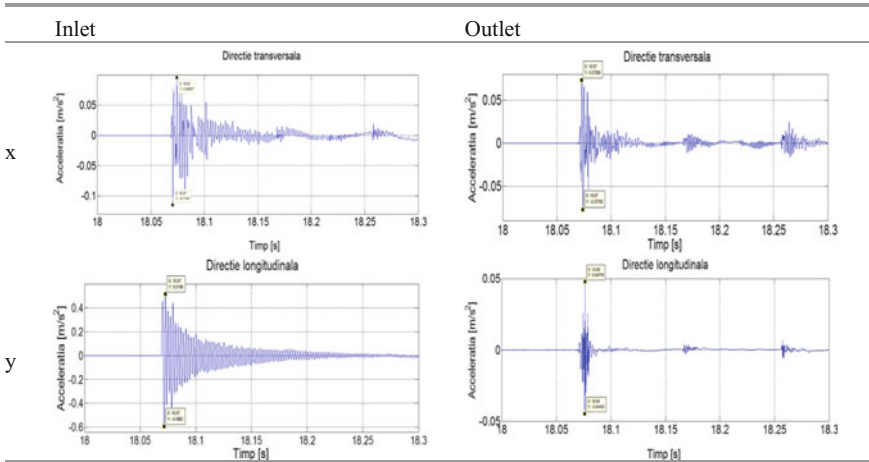 Inlet Outlet
x
Directie transversala
Acceleratia [m/s²]
0.05
0
-0.05
-0.1
18 18.05 18.1 18.15 18.2 18.25 18.3
Timp [s]
Directie transversala
Acceleratia [m/s²]
0.05
0
-0.05
18 18.05 18.1 18.15 18.2 18.25 18.3
Timp [s]
y
Directie longitudinala
Acceleratia [m/s²]
0.4
0.2
0
-0.2
-0.4
-0.6
18 18.05 18.1 18.15 18.2 18.25 18.3
Timp [s]
Directie longitudinala
Acceleratia [m/s²]
0.05
0
-0.05
18 18.05 18.1 18.15 18.2 18.25 18.3
Timp [s]